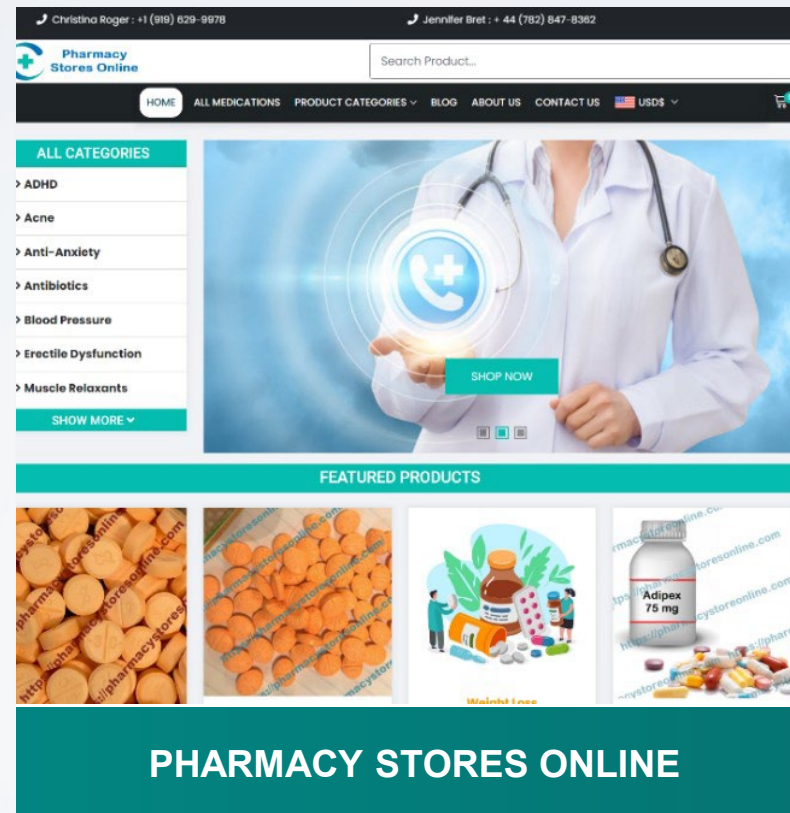 Christina Roger : +1 (919) 629-9978
Jennifer Bret : + 44 (782) 847-8362
Pharmacy
Stores Online
Search Product...
HOME ALL MEDICATIONS PRODUCT CATEGORIES BLOG ABOUT US CONTACT US USD$
ALL CATEGORIES
ADHD
Acne
Anti-Anxiety
Antibiotics
Blood Pressure
Erectile Dysfunction
Muscle Relaxants
SHOW MORE
SHOP NOW
FEATURED PRODUCTS
Adipex
75 mg
Weight Loss
PHARMACY STORES ONLINE